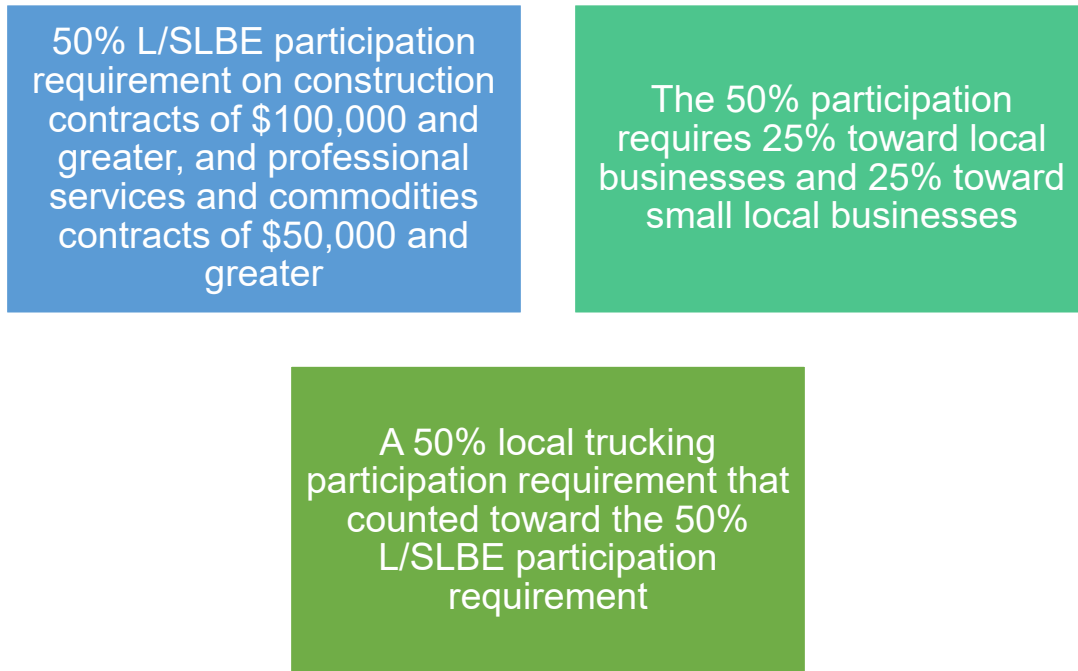 50% L/SLBE participation
requirement on construction
contracts of $100,000 and
greater, and professional
services and commodities
contracts of $50,000 and
greater
The 50% participation
requires 25% toward local
businesses and 25% toward
small local businesses
A 50% local trucking
participation requirement that
counted toward the 50%
L/SLBE participation
requirement